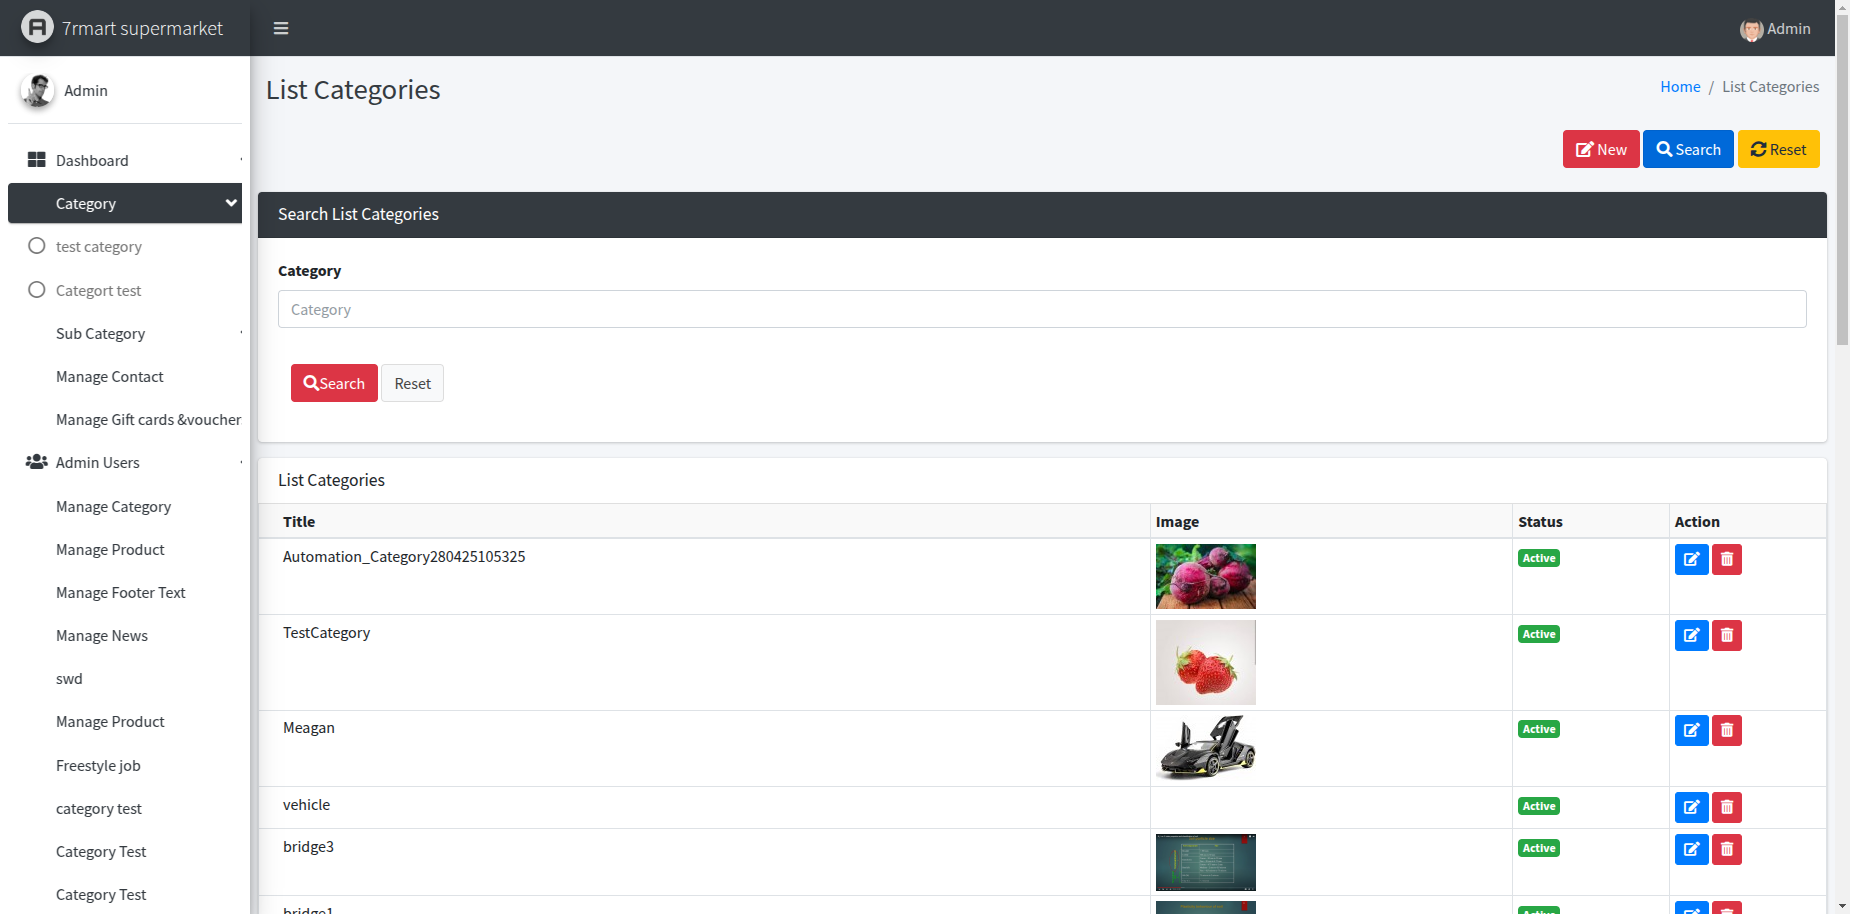 7rmart supermarket
Admin
Admin
Dashboard
Category
test category
Categort test
Sub Category
Manage Contact
Manage Gift cards &voucher
Admin Users
Manage Category
Manage Product
Manage Footer Text
Manage News
swd
Manage Product
Freestyle job
category test
Category Test
Category Test
List Categories
Home / List Categories
New Search Reset
Search List Categories
Category
Category
Search Reset
List Categories
Title Image Status Action
Automation_Category280425105325 Active
TestCategory Active
Meagan Active
vehicle Active
bridge3 Active
bridge1 Active